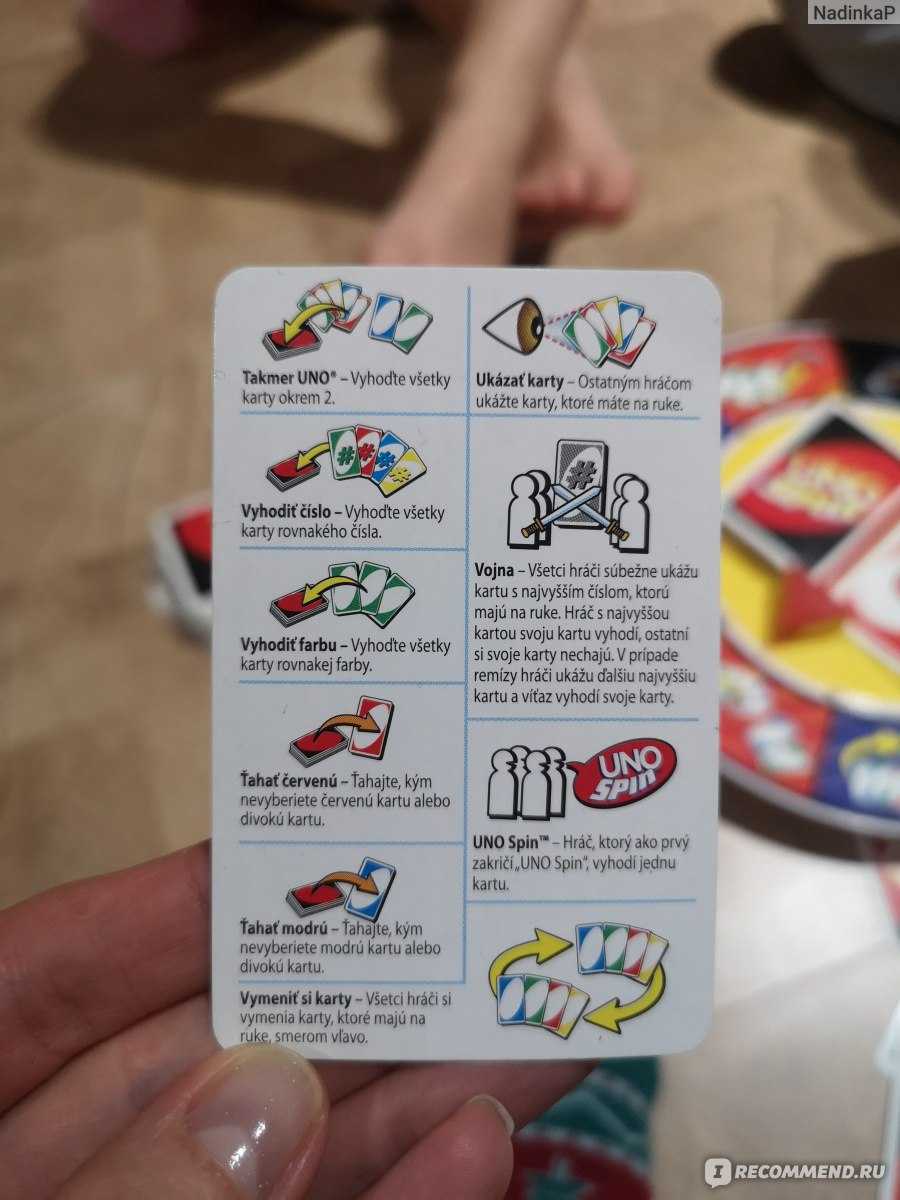 NadinkaP
Takmer UNO® – Vyhoďte všetky
karty okrem 2.
Vyhodiť číslo – Vyhoďte všetky
karty rovnakého čísla.
Vyhodiť farbu – Vyhoďte všetky
karty rovnakej farby.
Ťahať červenú – Ťahajte, kým
nevyberiete červenú kartu alebo
divokú kartu.
Ťahať modrú – Ťahajte, kým
nevyberiete modrú kartu alebo
divokú kartu.
Vymeniť si karty – Všetci hráči si
vymenia karty, ktoré majú na
ruke, smerom vľavo.
Ukázať karty – Ostatným hráčom
ukážte karty, ktoré máte na ruke.
Vojna – Všetci hráči súbežne ukážu
kartu s najvyšším číslom, ktorú
majú na ruke. Hráč s najvyššou
kartou svoju kartu vyhodí, ostatní
si svoje karty nechajú. V prípade
remízy hráči ukážu ďalšiu najvyššiu
kartu a víťaz vyhodí svoje karty.
UNO
SPIN
UNO Spin™ – Hráč, ktorý ako prvý
zakričí „UNO Spin“, vyhodí jednu
kartu.
UNO
SPIN
IRECOMMEND.RU